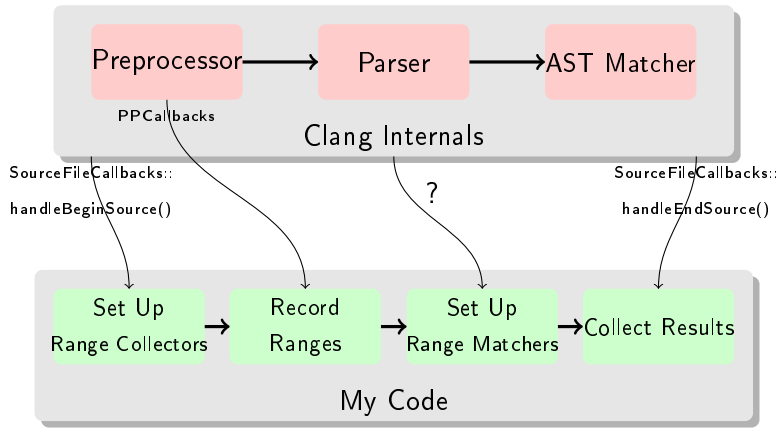 Preprocessor
Parser
AST Matcher
PPCallbacks
Clang Internals
SourceFileCallbacks::
handleBeginSource()
?
SourceFileCallbacks::
handleEndSource()
Set Up
Range Collectors
Record
Ranges
Set Up
Range Matchers
Collect Results
My Code